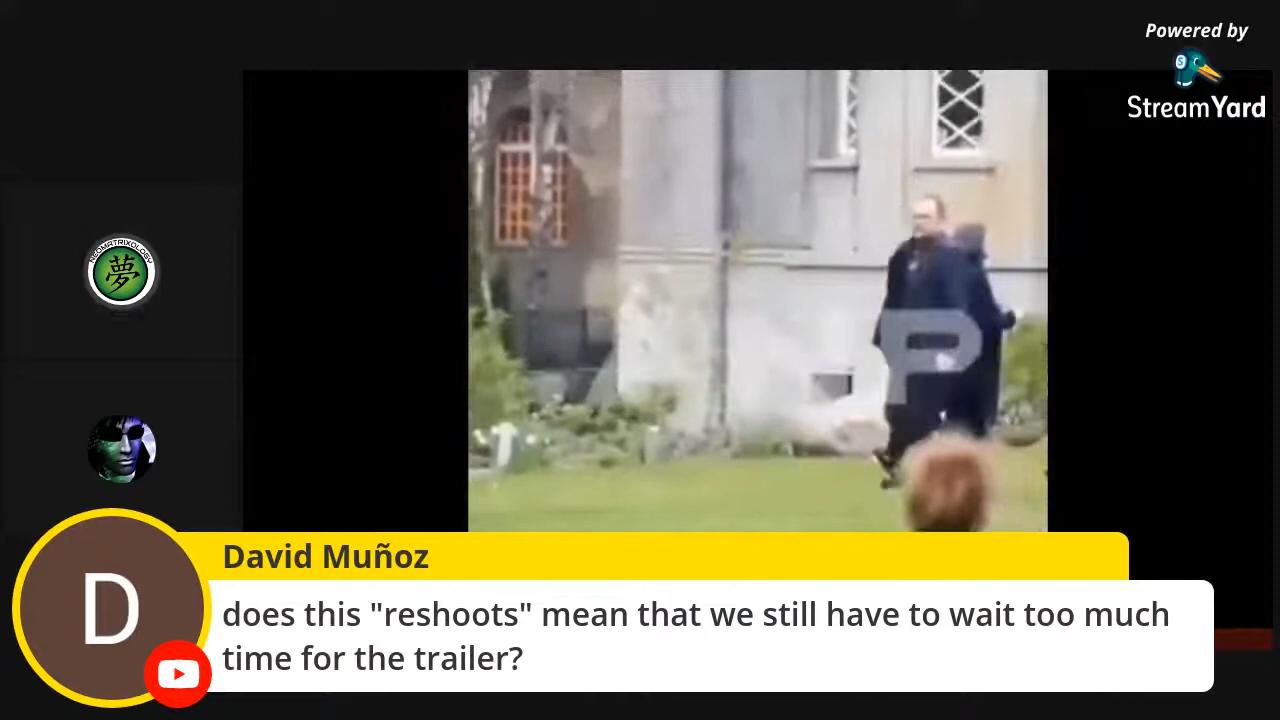 Powered by
StreamYard
S
NEOMATRIXOLOGY
夢
P
David Muñoz
D
does this "reshoots" mean that we still have to wait too much
time for the trailer?